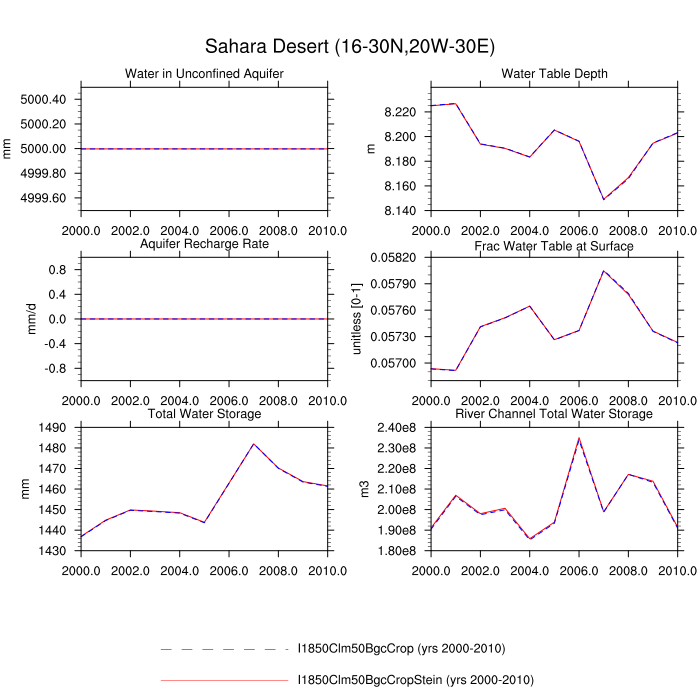 Sahara Desert (16-30N,20W-30E)
Water in Unconfined Aquifer
5000.40
5000.20
5000.00
4999.80
4999.60
mm
2000.0 2002.0 2004.0 2006.0 2008.0 2010.0
Water Table Depth
8.220
8.200
8.180
8.160
8.140
m
2000.0 2002.0 2004.0 2006.0 2008.0 2010.0
Aquifer Recharge Rate
0.8
0.4
0.0
-0.4
-0.8
mm/d
2000.0 2002.0 2004.0 2006.0 2008.0 2010.0
Frac Water Table at Surface
0.05820
0.05790
0.05760
0.05730
0.05700
unitless [0-1]
2000.0 2002.0 2004.0 2006.0 2008.0 2010.0
Total Water Storage
1490
1480
1470
1460
1450
1440
1430
mm
2000.0 2002.0 2004.0 2006.0 2008.0 2010.0
River Channel Total Water Storage
2.40e8
2.30e8
2.20e8
2.10e8
2.00e8
1.90e8
1.80e8
m3
2000.0 2002.0 2004.0 2006.0 2008.0 2010.0
I1850Clm50BgcCrop (yrs 2000-2010)
I1850Clm50BgcCropStein (yrs 2000-2010)